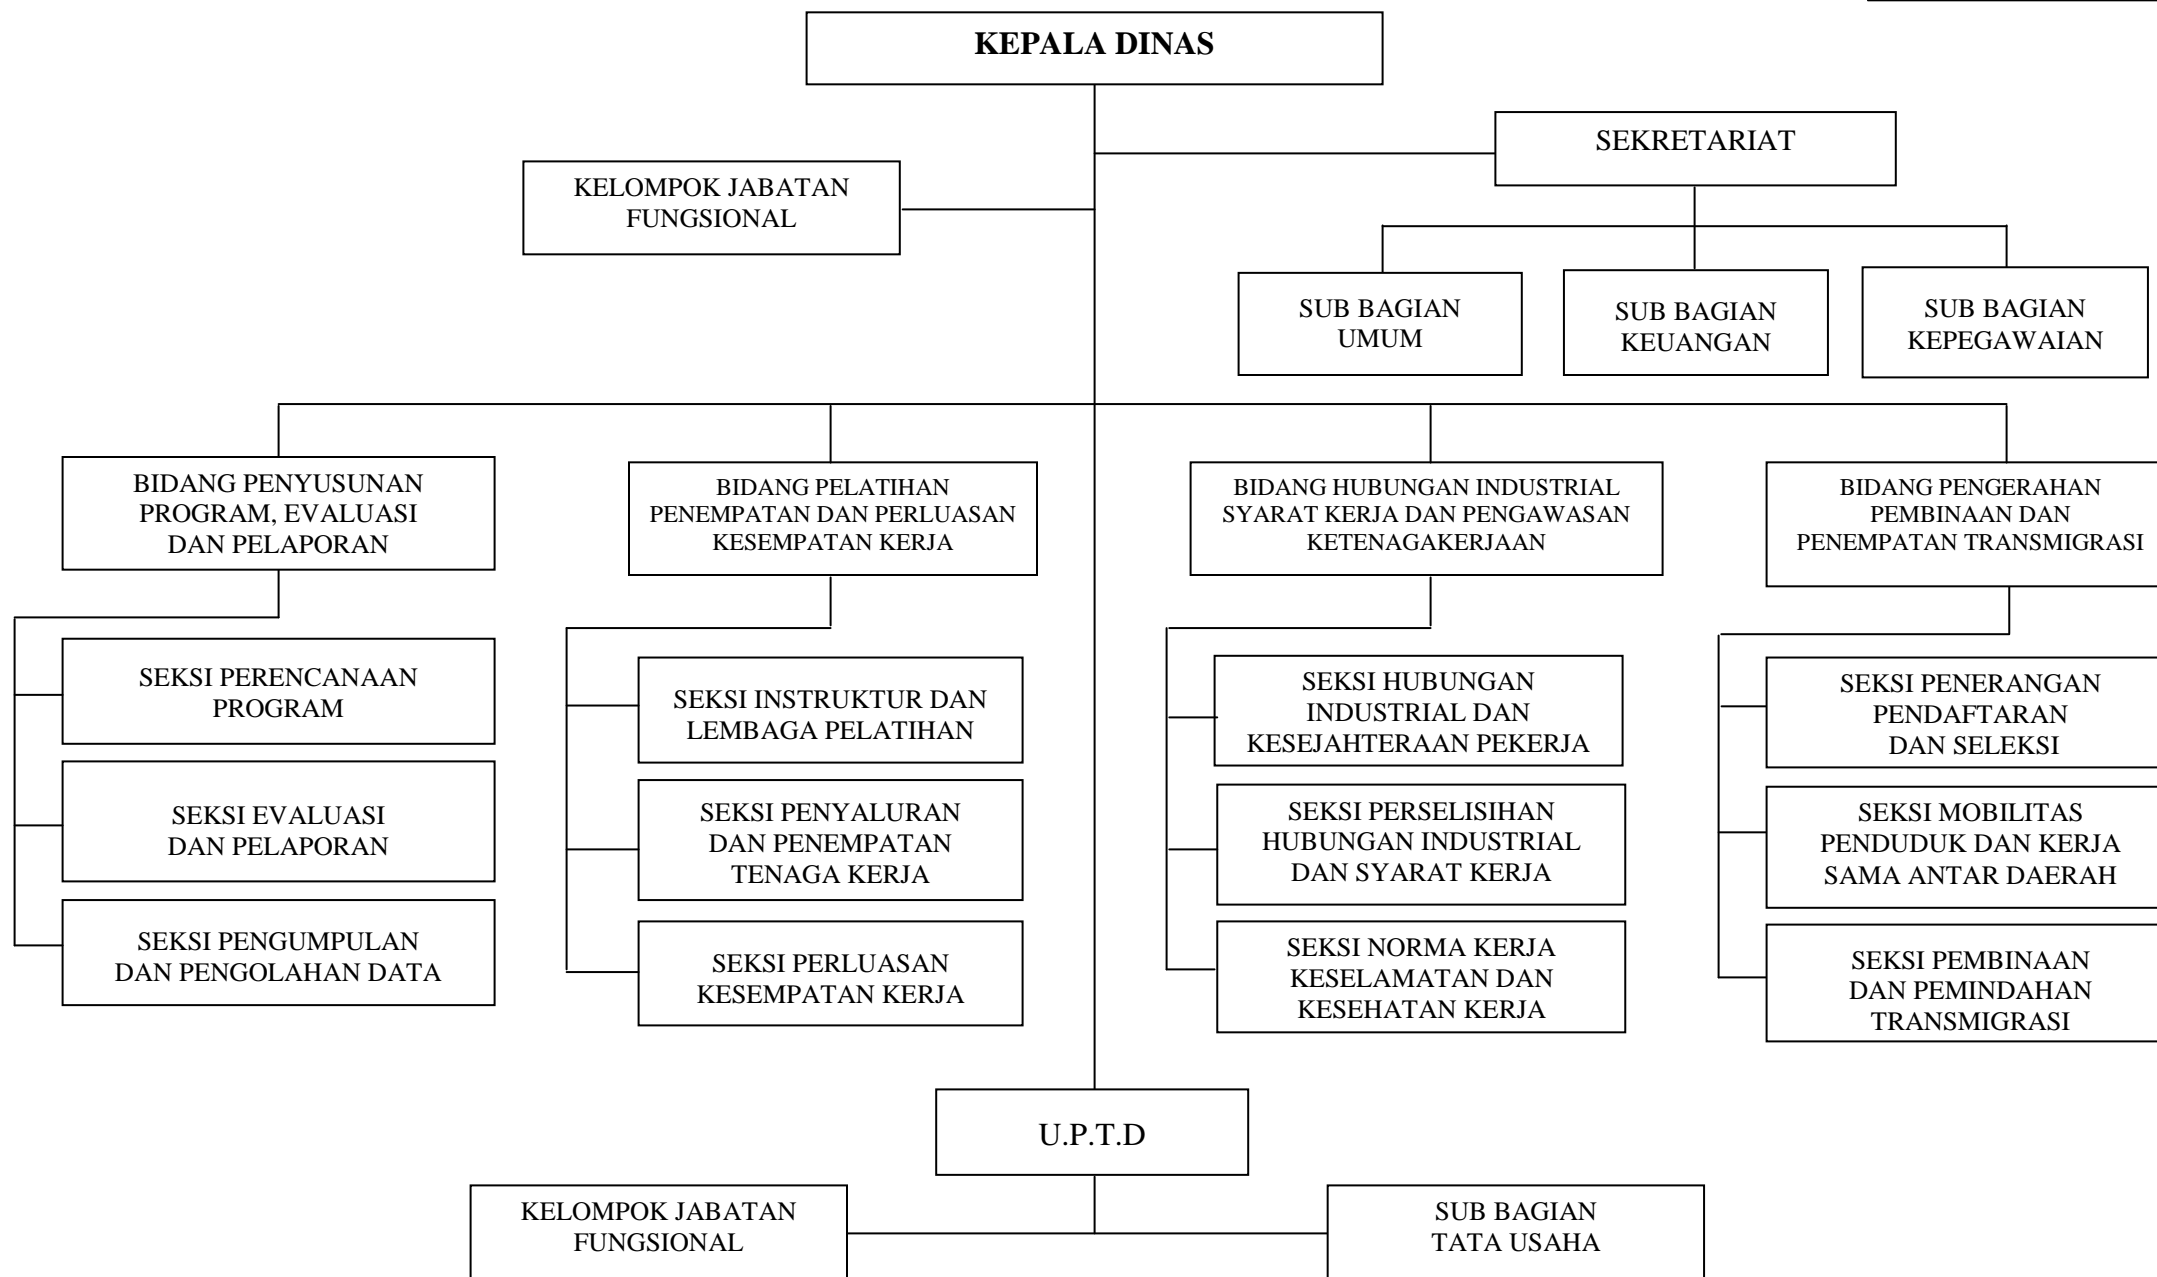 KEPALA DINAS
SEKRETARIAT
KELOMPOK JABATAN
FUNGSIONAL
SUB BAGIAN
UMUM
SUB BAGIAN
KEUANGAN
SUB BAGIAN
KEPEGAWAIAN
BIDANG PENYUSUNAN
PROGRAM, EVALUASI
DAN PELAPORAN
BIDANG PELATIHAN
PENEMPATAN DAN PERLUASAN
KESEMPATAN KERJA
BIDANG HUBUNGAN INDUSTRIAL
SYARAT KERJA DAN PENGAWASAN
KETENAGAKERJAAN
BIDANG PENGERAHAN
PEMBINAAN DAN
PENEMPATAN TRANSMIGRASI
SEKSI PERENCANAAN
PROGRAM
SEKSI EVALUASI
DAN PELAPORAN
SEKSI PENGUMPULAN
DAN PENGOLAHAN DATA
SEKSI INSTRUKTUR DAN
LEMBAGA PELATIHAN
SEKSI PENYALURAN
DAN PENEMPATAN
TENAGA KERJA
SEKSI PERLUASAN
KESEMPATAN KERJA
SEKSI HUBUNGAN
INDUSTRIAL DAN
KESEJAHTERAAN PEKERJA
SEKSI PERSELISIHAN
HUBUNGAN INDUSTRIAL
DAN SYARAT KERJA
SEKSI NORMA KERJA
KESELAMATAN DAN
KESEHATAN KERJA
SEKSI PENERANGAN
PENDAFTARAN
DAN SELEKSI
SEKSI MOBILITAS
PENDUDUK DAN KERJA
SAMA ANTAR DAERAH
SEKSI PEMBINAAN
DAN PEMINDAHAN
TRANSMIGRASI
U.P.T.D
KELOMPOK JABATAN
FUNGSIONAL
SUB BAGIAN
TATA USAHA